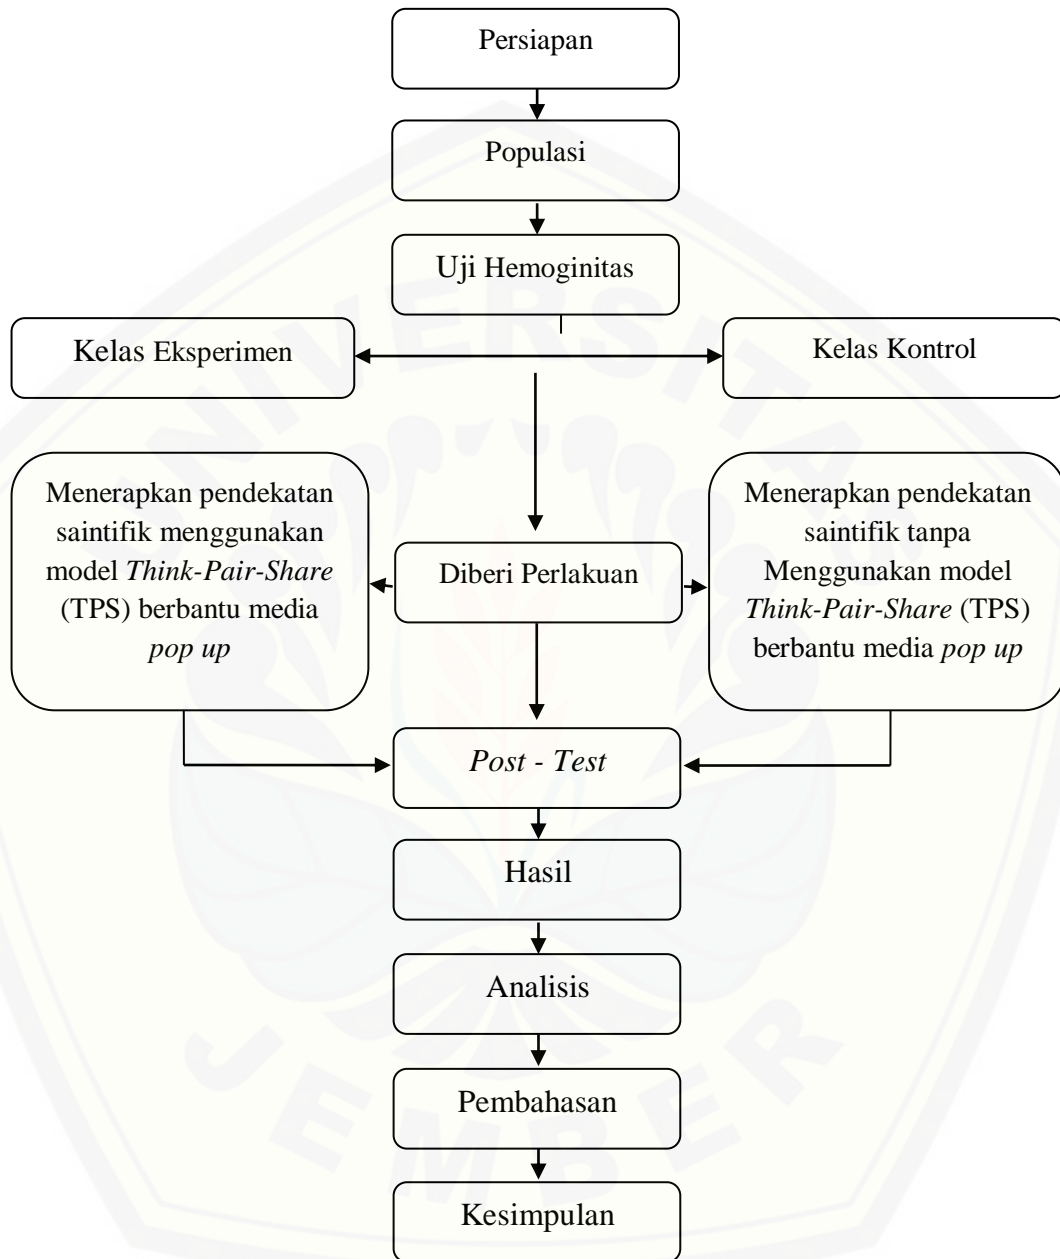 Persiapan
Populasi
Uji Hemoginitas
Kelas Eksperimen
Kelas Kontrol
Menerapkan pendekatan
saintifik menggunakan
model Think-Pair-Share
(TPS) berbantu media
pop up
Diberi Perlakuan
Menerapkan pendekatan
saintifik tanpa
Menggunakan model
Think-Pair-Share (TPS)
berbantu media pop up
Post - Test
Hasil
Analisis
Pembahasan
Kesimpulan
UNIVERSITAS
JEMBER